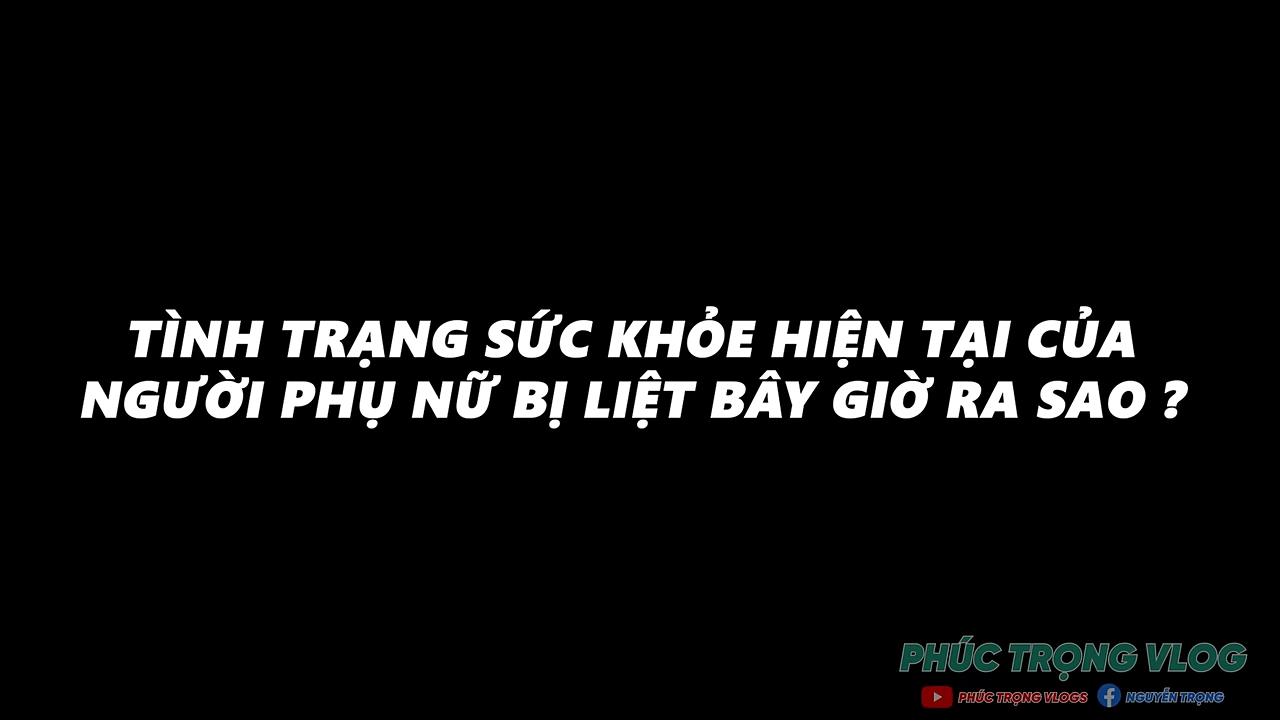 TÌNH TRẠNG SỨC KHỎE HIỆN TẠI CỦA
NGƯỜI PHỤ NỮ BỊ LIỆT BÂY GIỜ RA SAO ?
PHÚC TRỌNG VLOG
PHÚC TRỌNG VLOGS NGUYỄN TRỌNG